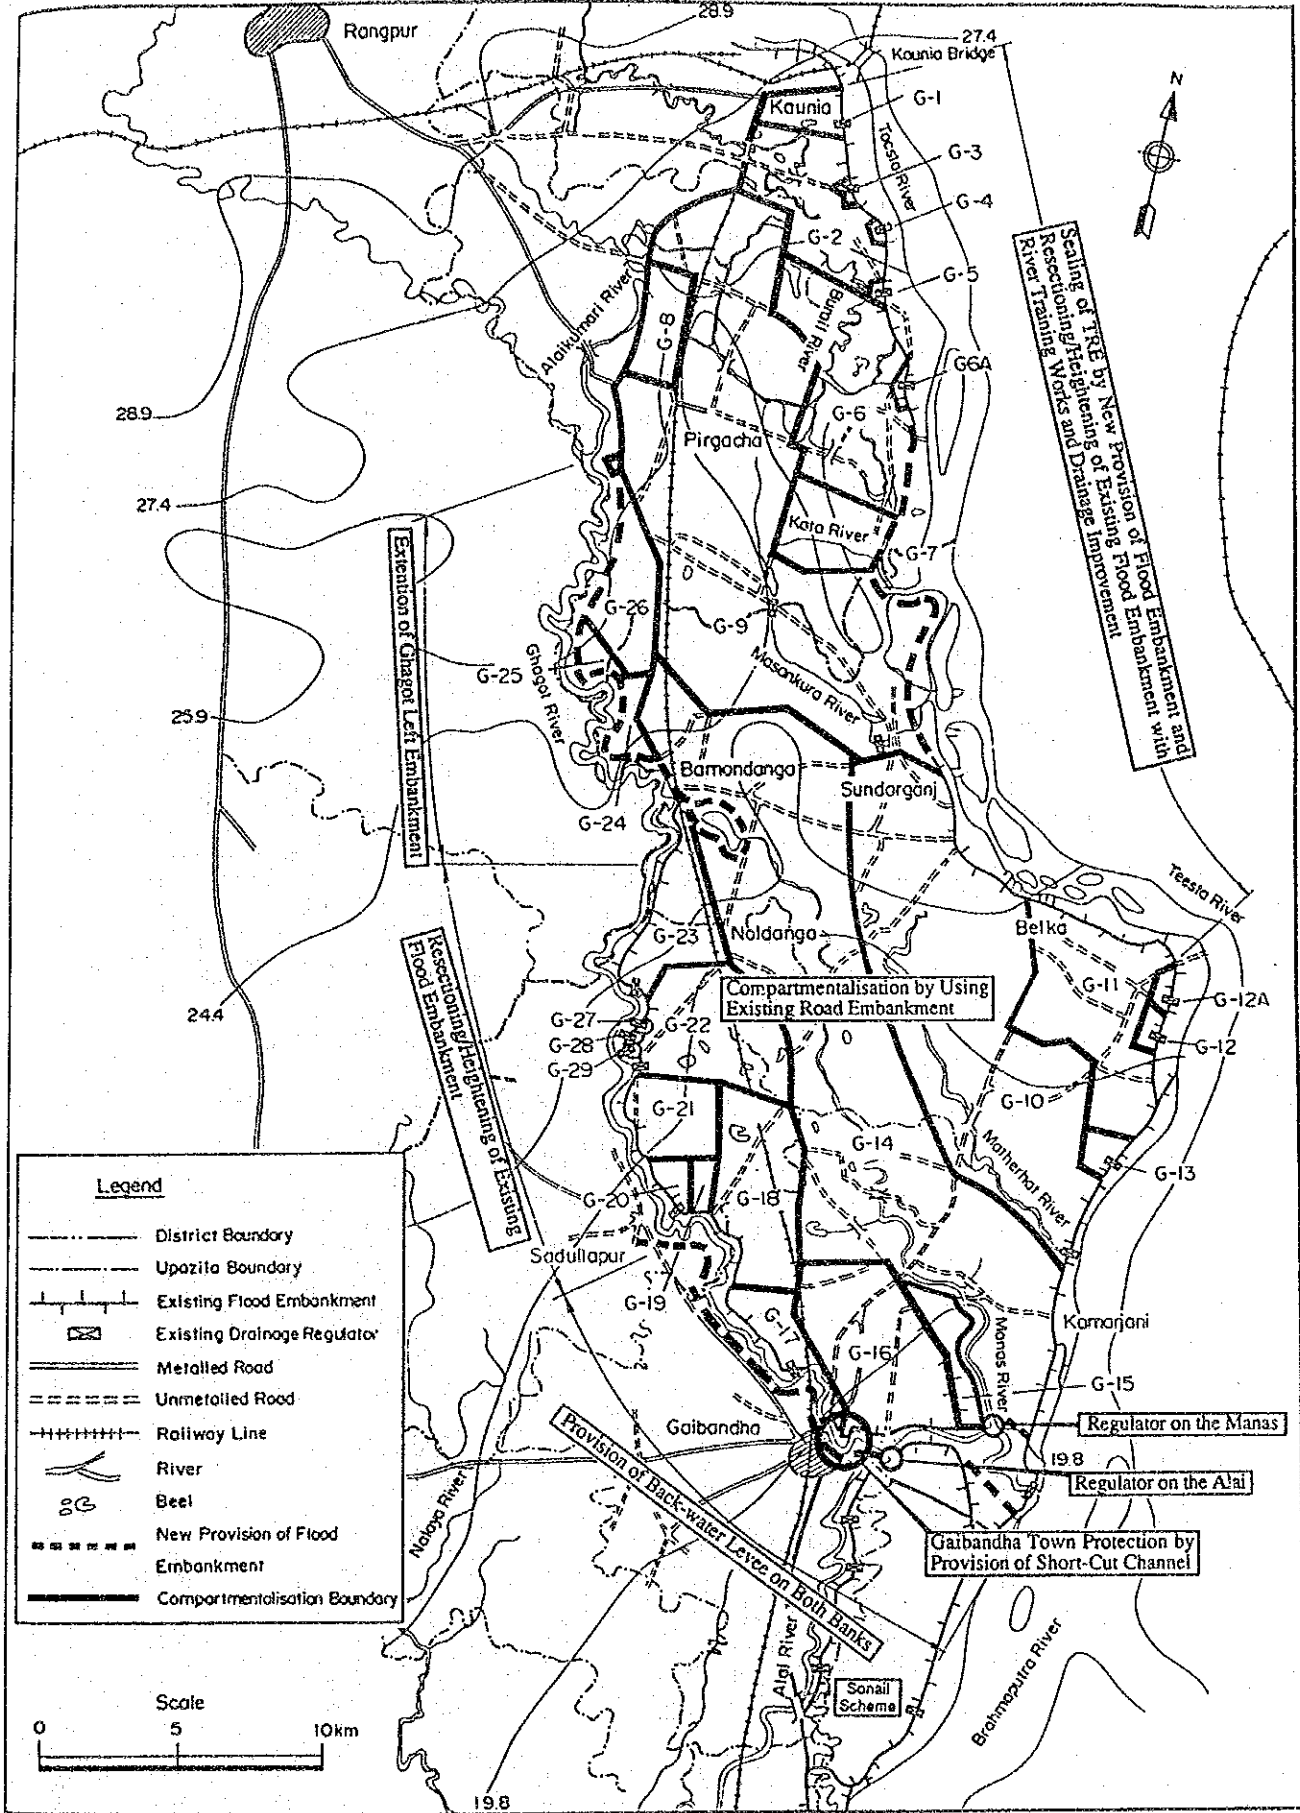 28.9
Rangpur
27.4
Kaunia Bridge
N
Kaunia
G-1
G-3
G-4
G-2
G-5
Alaikumari River
Burail River
G-8
G6A
G-6
28.9
Pirgacha
27.4
Kata River
G-7
Sealing of TRE by New Provision of Flood Embankment and
Resectioning/Heightening of Existing Flood Embankment with
River Training Works and Drainage Improvement
Extention of Ghagot Left Embankment
G-26
G-9
G-25
Ghagot River
Masankura River
25.9
Bamondanga
Sundorganj
G-24
Teesta River
Belka
G-23
Naldanga
Compartmentalisation by Using
Existing Road Embankment
G-11
G-12A
24.4
G-27
G-22
G-28
G-12
G-29
Resectioning/Heightening of Existing
Flood Embankment
G-21
G-10
G-14
Matherhat River
G-13
G-20
G-18
Sadullapur
G-19
G-17
G-16
Kamarjani
Manas River
G-15
Regulator on the Manas
Gaibandha
19.8
Regulator on the Alai
Provision of Back-water Levee on Both Banks
Gaibandha Town Protection by
Provision of Short-Cut Channel
Nalaya River
Alai River
Sonail
Scheme
Brahmaputra River
Legend
District Boundary
Upazila Boundary
Existing Flood Embankment
Existing Drainage Regulator
Metalled Road
Unmetalled Road
Railway Line
River
Beel
New Provision of Flood
Embankment
Compartmentalisation Boundary
Scale
0 5 10km
19.8